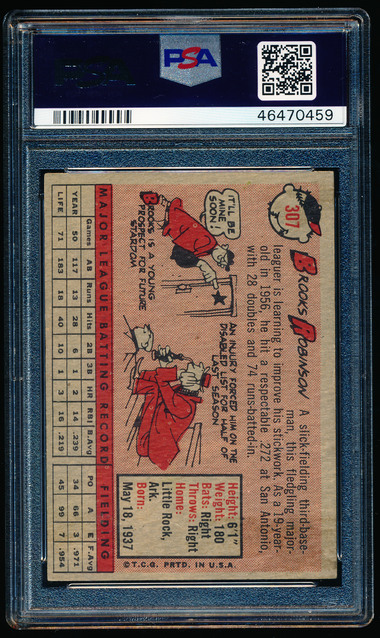 PSA
46470459
307
BROOKS ROBINSON A slick-fielding third-base-
man, this fledgling major-
league is learning to improve his stickwork. As a 19-year-
old in 1956, he hit a respectable .272 at San Antonio,
with 28 doubles and 74 runs-batted-in.
IT'LL BE
MINE
SOON!
BROOKS IS A YOUNG
PROSPECT FOR FUTURE
STARDOM
AN INJURY FORCED HIM ON THE
DISABLED LIST FOR HALF OF
LAST SEASON
Height: 6'1"
Weight: 180
Bats: Right
Throws: Right
Home:
Little Rock,
Ark.
Born:
May 18, 1937
MAJOR LEAGUE BATTING RECORD FIELDING
Games AB Runs Hits 2B 3B HR RBI B.Avg PO A E F.Avg
YEAR 50 117 13 28 6 1 2 14 .239 34 66 3 .971
LIFE 71 183 18 40 10 1 3 16 .219 45 99 7 .954
© T.C.G. PRTD. IN U.S.A.